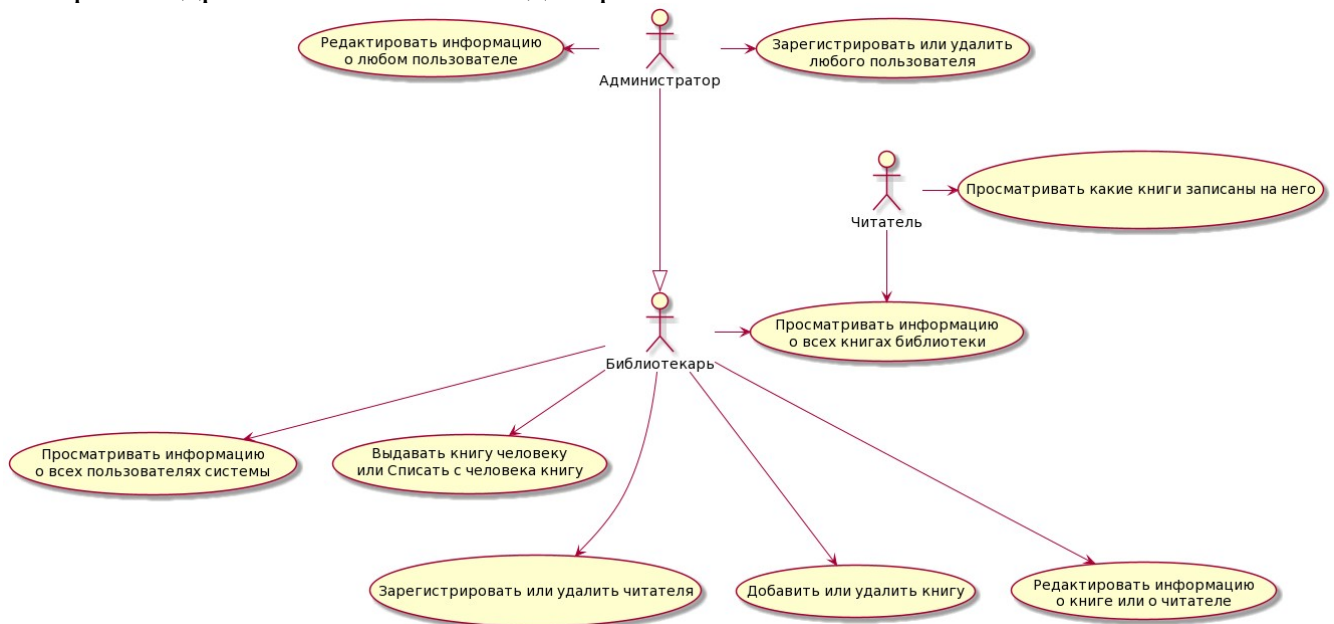 Редактировать информацию
о любом пользователе
Администратор
Зарегистрировать или удалить
любого пользователя
Читатель
Просматривать какие книги записаны на него
Библиотекарь
Просматривать информацию
о всех книгах библиотеки
Просматривать информацию
о всех пользователях системы
Выдавать книгу человеку
или Списать с человека книгу
Зарегистрировать или удалить читателя
Добавить или удалить книгу
Редактировать информацию
о книге или о читателе